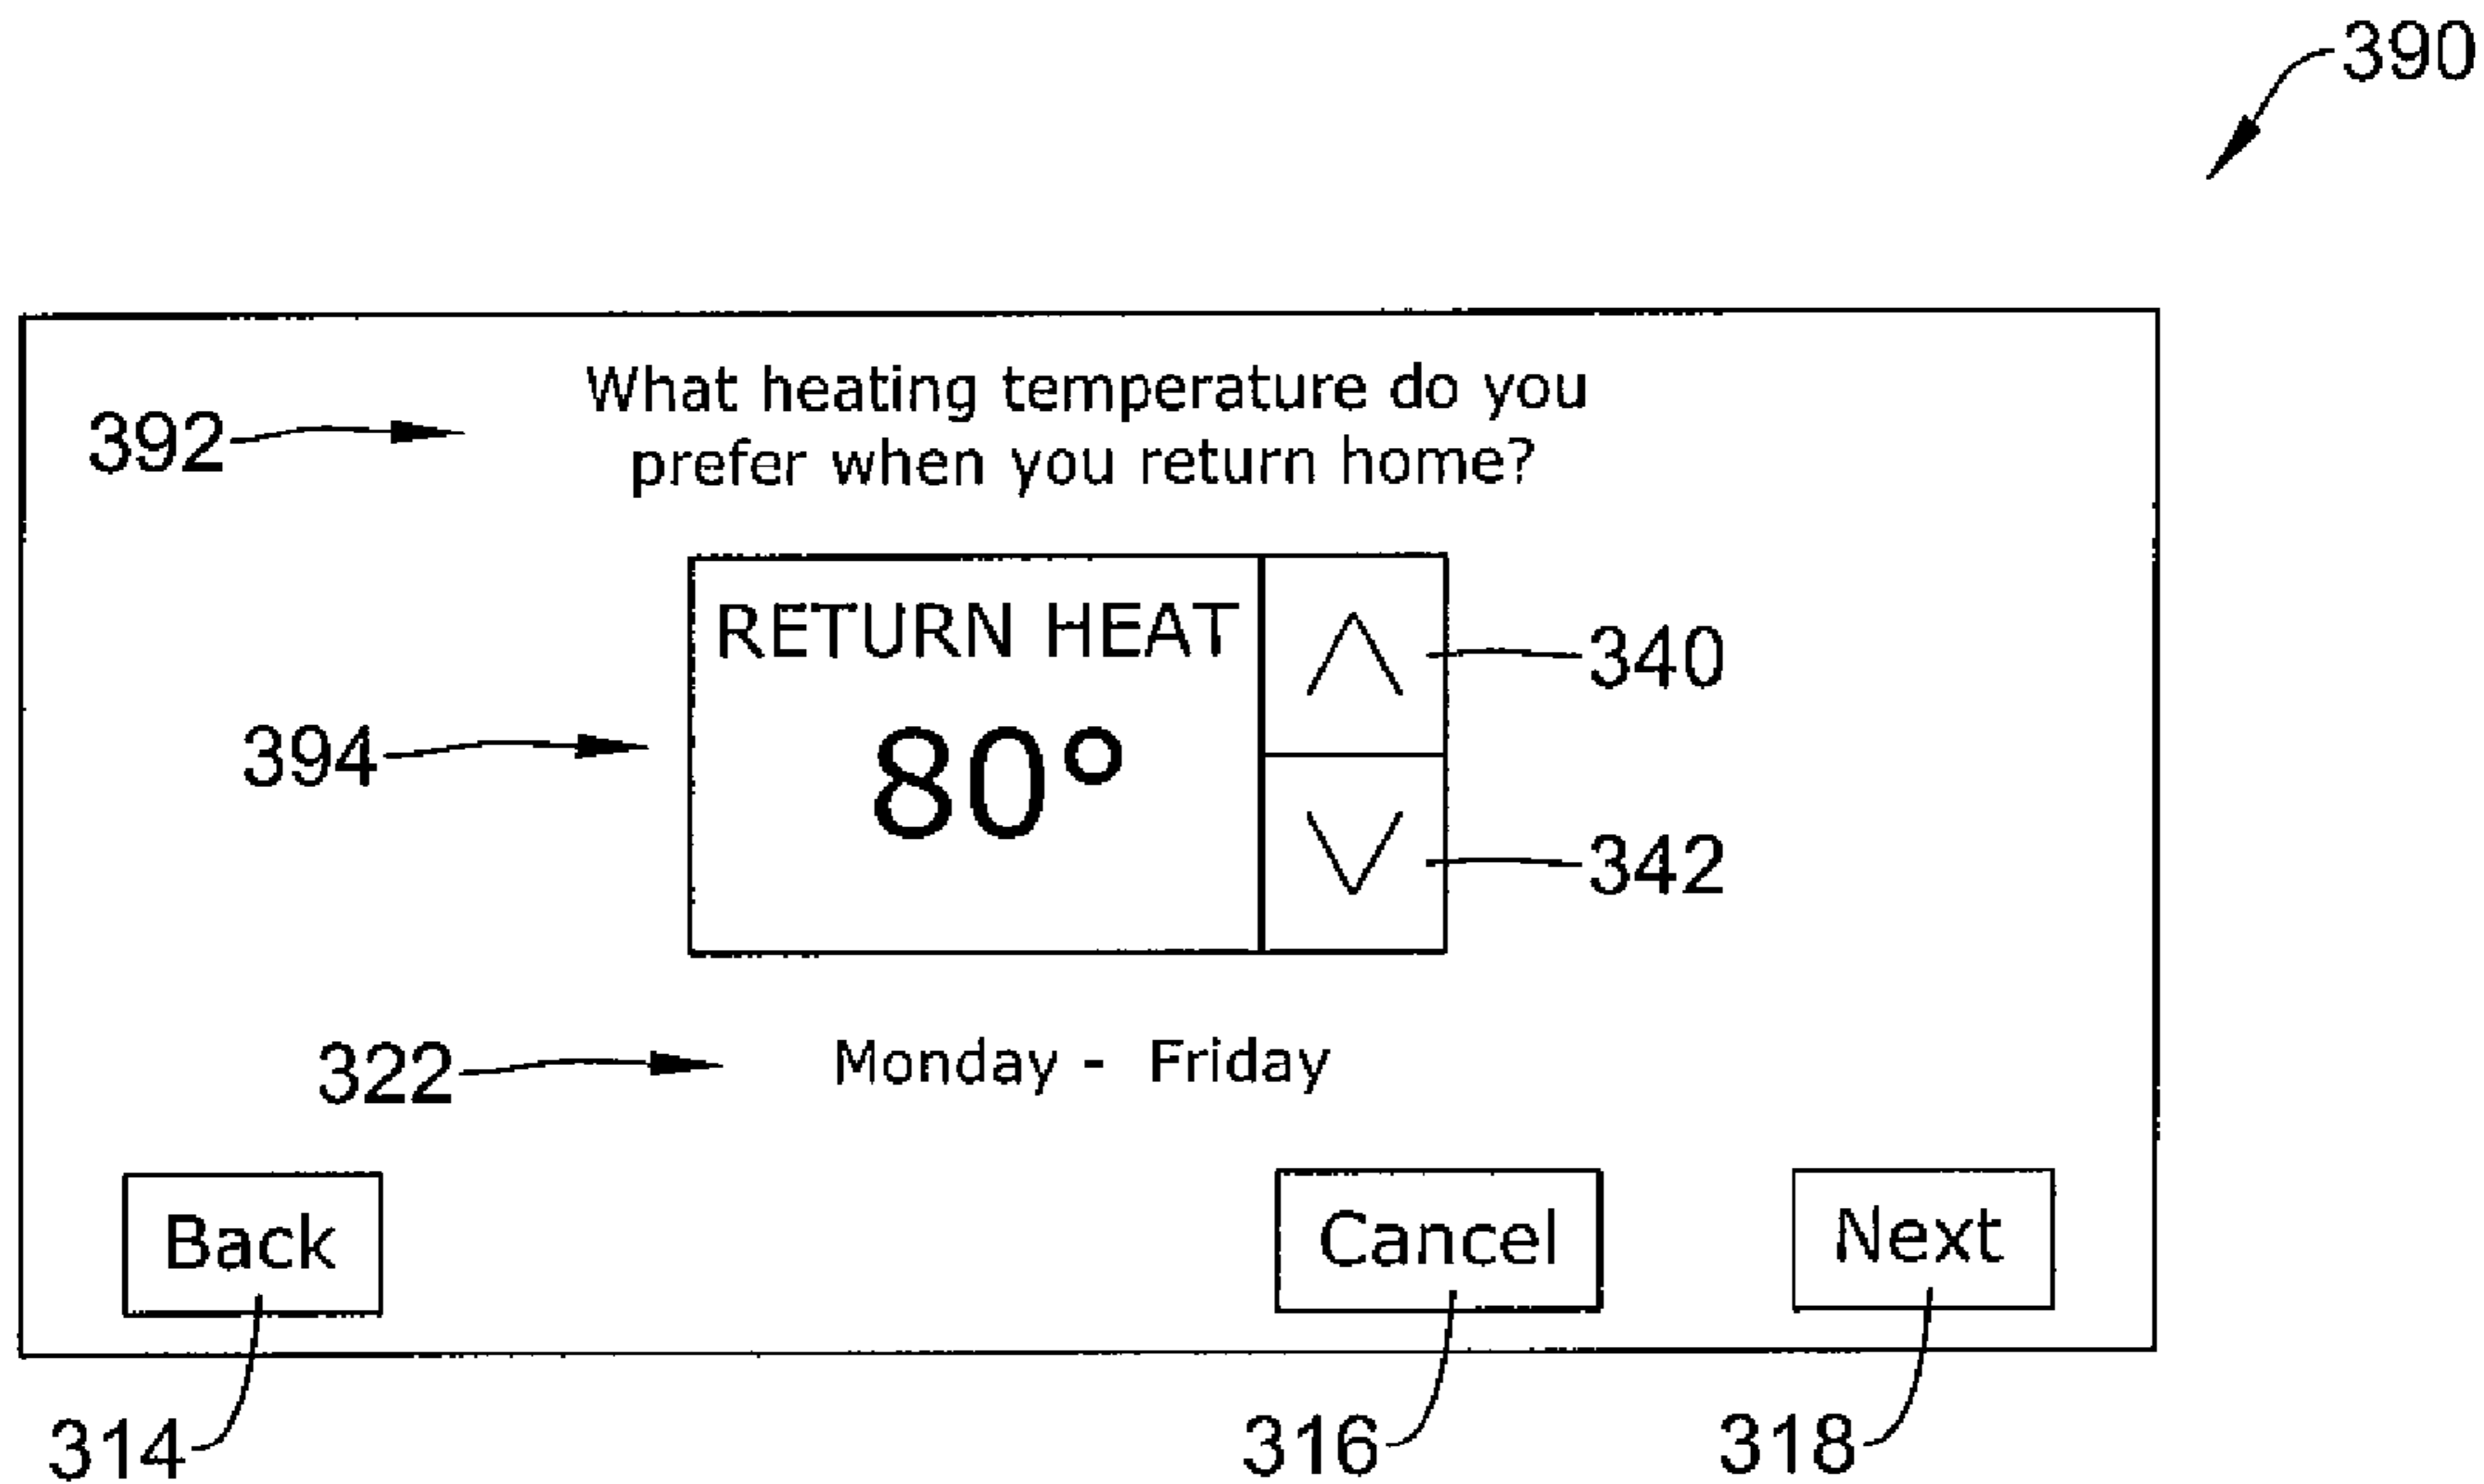 390
What heating temperature do you
392
prefer when you return home?
RETURN HEAT
340
394
80°
342
322
Monday - Friday
Back
Cancel
Next
314
316
318